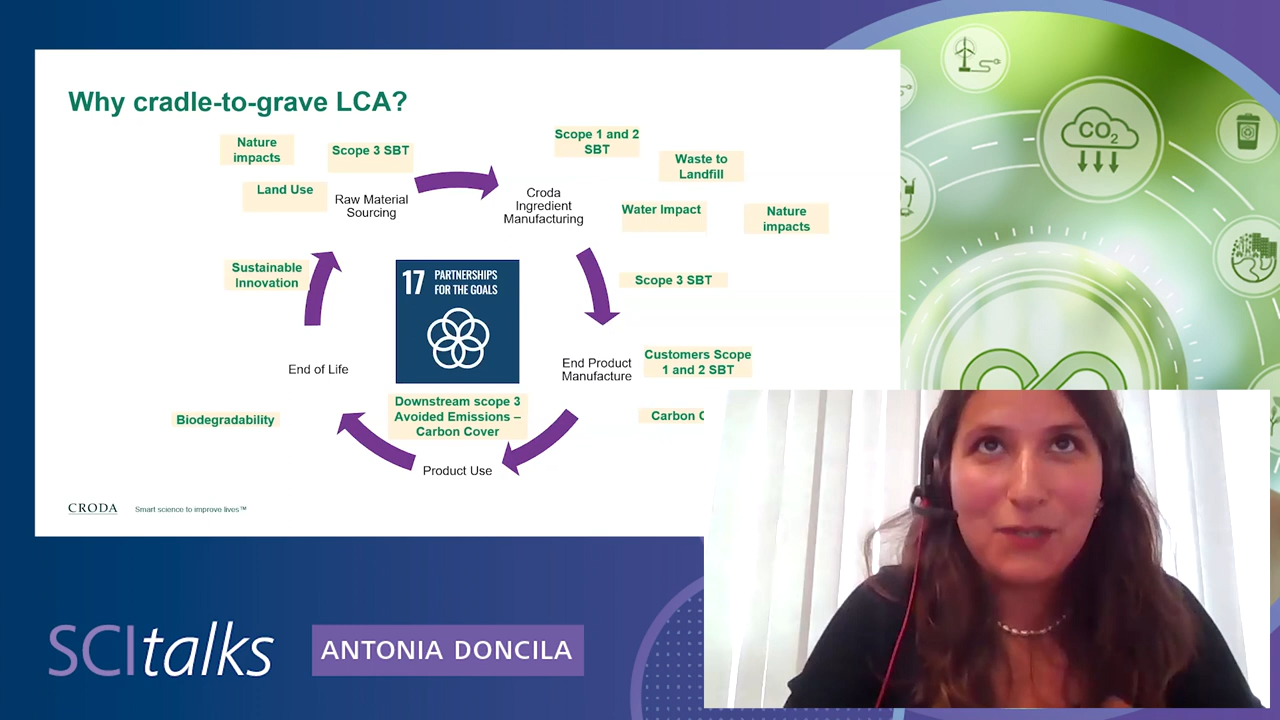 Why cradle-to-grave LCA?
Nature
impacts
Scope 3 SBT
Scope 1 and 2
SBT
Waste to
Landfill
Land Use
Raw Material
Sourcing
Croda
Ingredient
Manufacturing
Water Impact
Nature
impacts
Sustainable
Innovation
17 PARTNERSHIPS
FOR THE GOALS
Scope 3 SBT
End of Life
End Product
Manufacture
Customers Scope
1 and 2 SBT
Biodegradability
Downstream scope 3
Avoided Emissions –
Carbon Cover
Carbon
Product Use
CRODA
Smart science to improve lives™
CO2
SCItalks
ANTONIA DONCILA